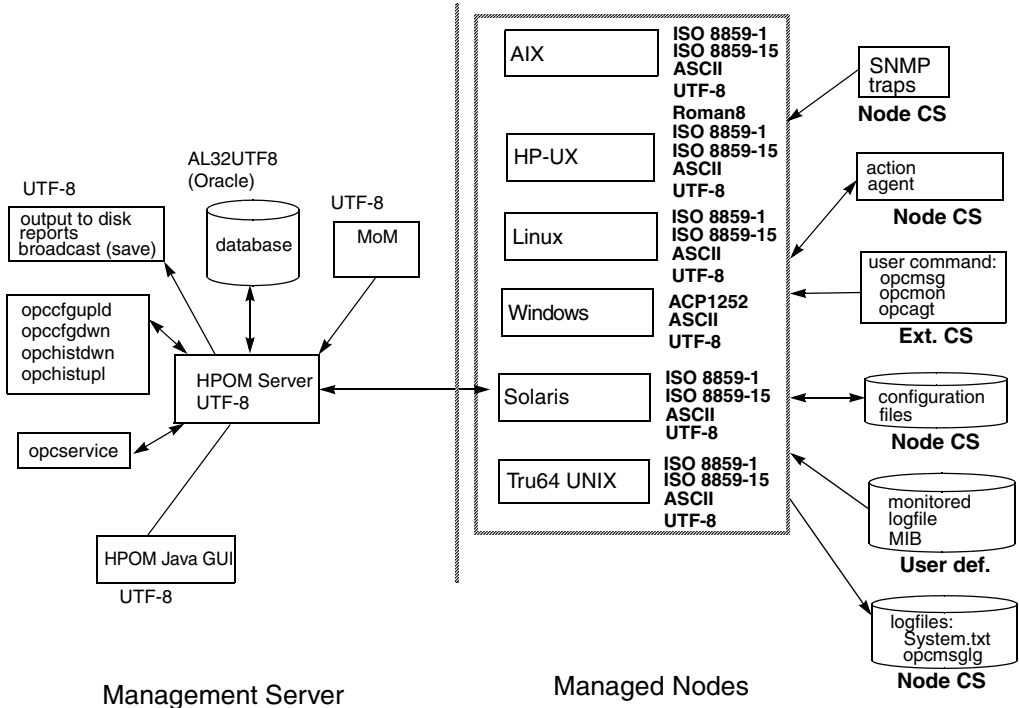 UTF-8
output to disk
reports
broadcast (save)
AL32UTF8
(Oracle)
database
UTF-8
MoM
opccfgupld
opccfgdwn
opchistdwn
opchistupl
HPOM Server
UTF-8
opcservice
HPOM Java GUI
UTF-8
Management Server
AIX
ISO 8859-1
ISO 8859-15
ASCII
UTF-8
HP-UX
Roman8
ISO 8859-1
ISO 8859-15
ASCII
UTF-8
Linux
ISO 8859-1
ISO 8859-15
ASCII
UTF-8
Windows
ACP1252
ASCII
UTF-8
Solaris
ISO 8859-1
ISO 8859-15
ASCII
UTF-8
Tru64 UNIX
ISO 8859-1
ISO 8859-15
ASCII
UTF-8
Managed Nodes
SNMP
traps
Node CS
action
agent
Node CS
user command:
opcmsg
opcmon
opcagt
Ext. CS
configuration
files
Node CS
monitored
logfile
MIB
User def.
logfiles:
System.txt
opcmsglg
Node CS